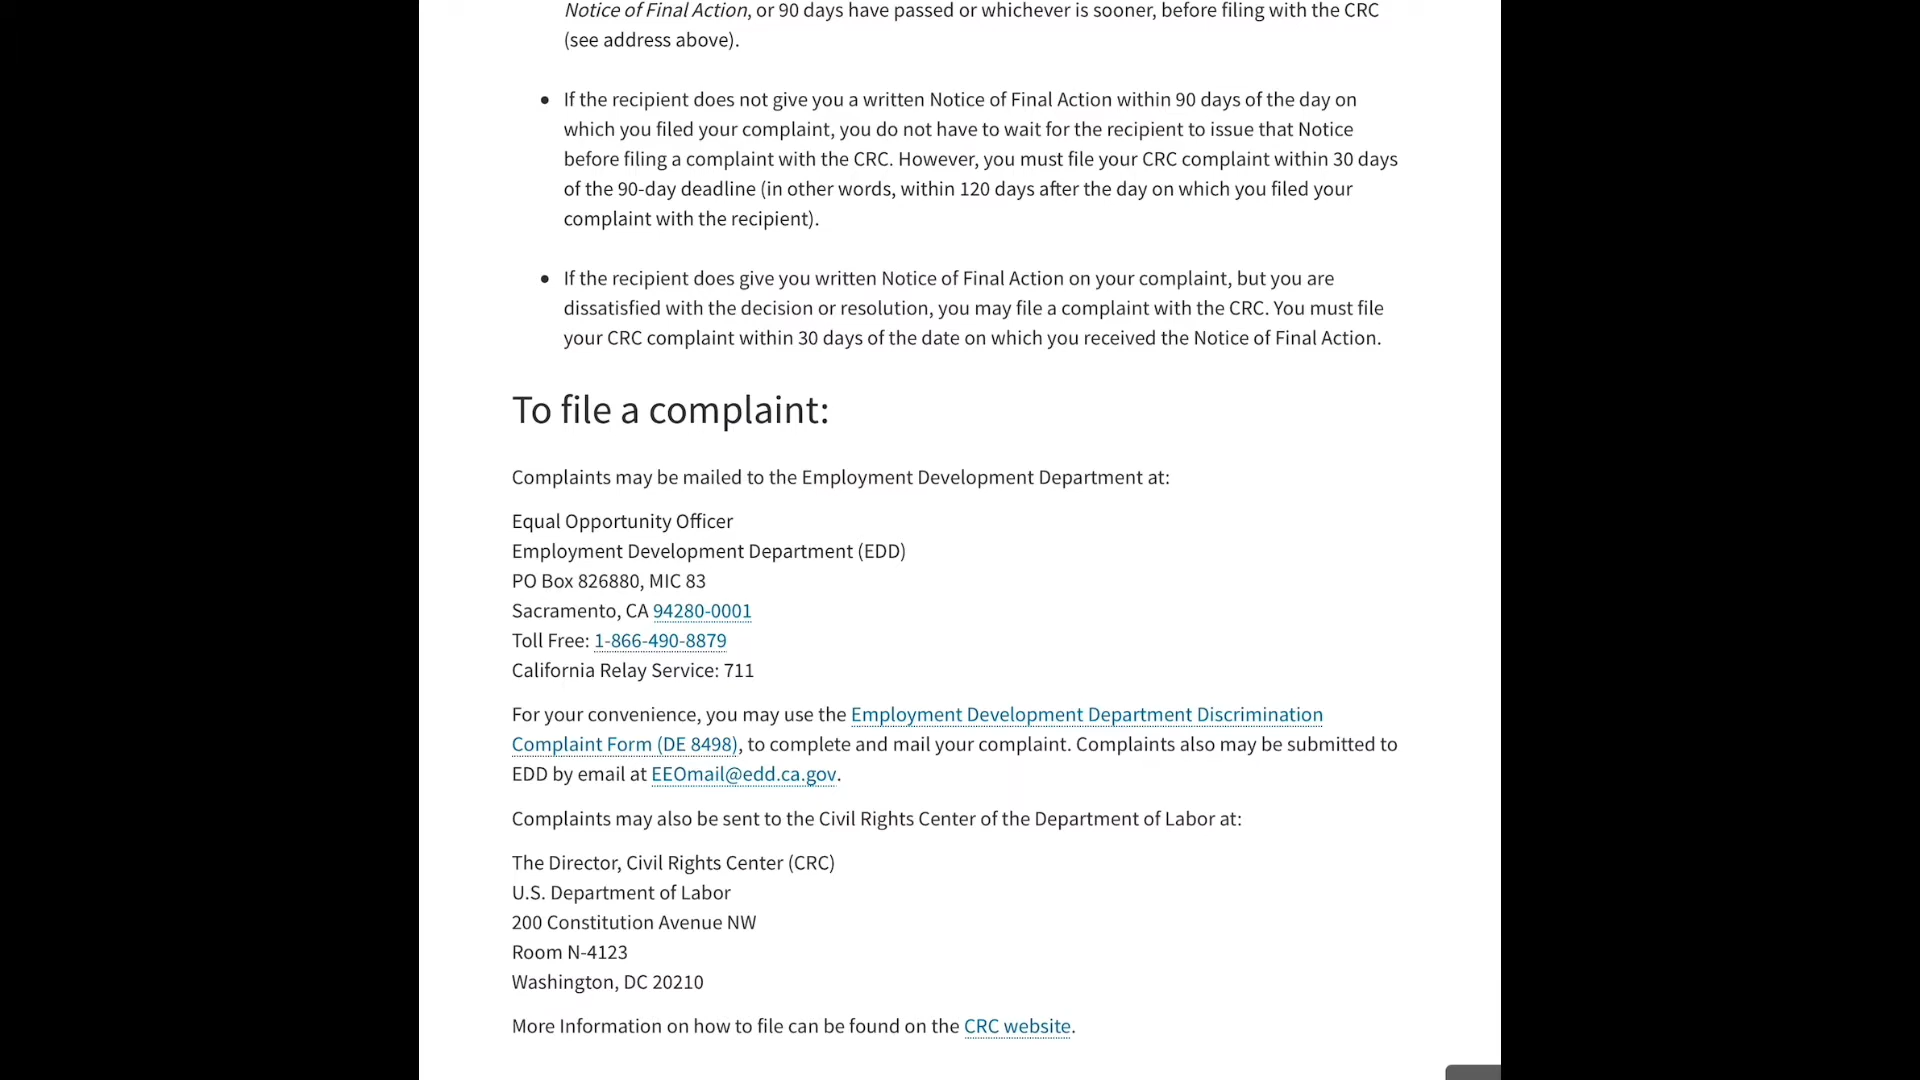 Notice of Final Action, or 90 days have passed or whichever is sooner, before filing with the CRC
(see address above).
• If the recipient does not give you a written Notice of Final Action within 90 days of the day on
which you filed your complaint, you do not have to wait for the recipient to issue that Notice
before filing a complaint with the CRC. However, you must file your CRC complaint within 30 days
of the 90-day deadline (in other words, within 120 days after the day on which you filed your
complaint with the recipient).
• If the recipient does give you written Notice of Final Action on your complaint, but you are
dissatisfied with the decision or resolution, you may file a complaint with the CRC. You must file
your CRC complaint within 30 days of the date on which you received the Notice of Final Action.
To file a complaint:
Complaints may be mailed to the Employment Development Department at:
Equal Opportunity Officer
Employment Development Department (EDD)
PO Box 826880, MIC 83
Sacramento, CA 94280-0001
Toll Free: 1-866-490-8879
California Relay Service: 711
For your convenience, you may use the Employment Development Department Discrimination
Complaint Form (DE 8498), to complete and mail your complaint. Complaints also may be submitted to
EDD by email at EEOmail@edd.ca.gov.
Complaints may also be sent to the Civil Rights Center of the Department of Labor at:
The Director, Civil Rights Center (CRC)
U.S. Department of Labor
200 Constitution Avenue NW
Room N-4123
Washington, DC 20210
More Information on how to file can be found on the CRC website.